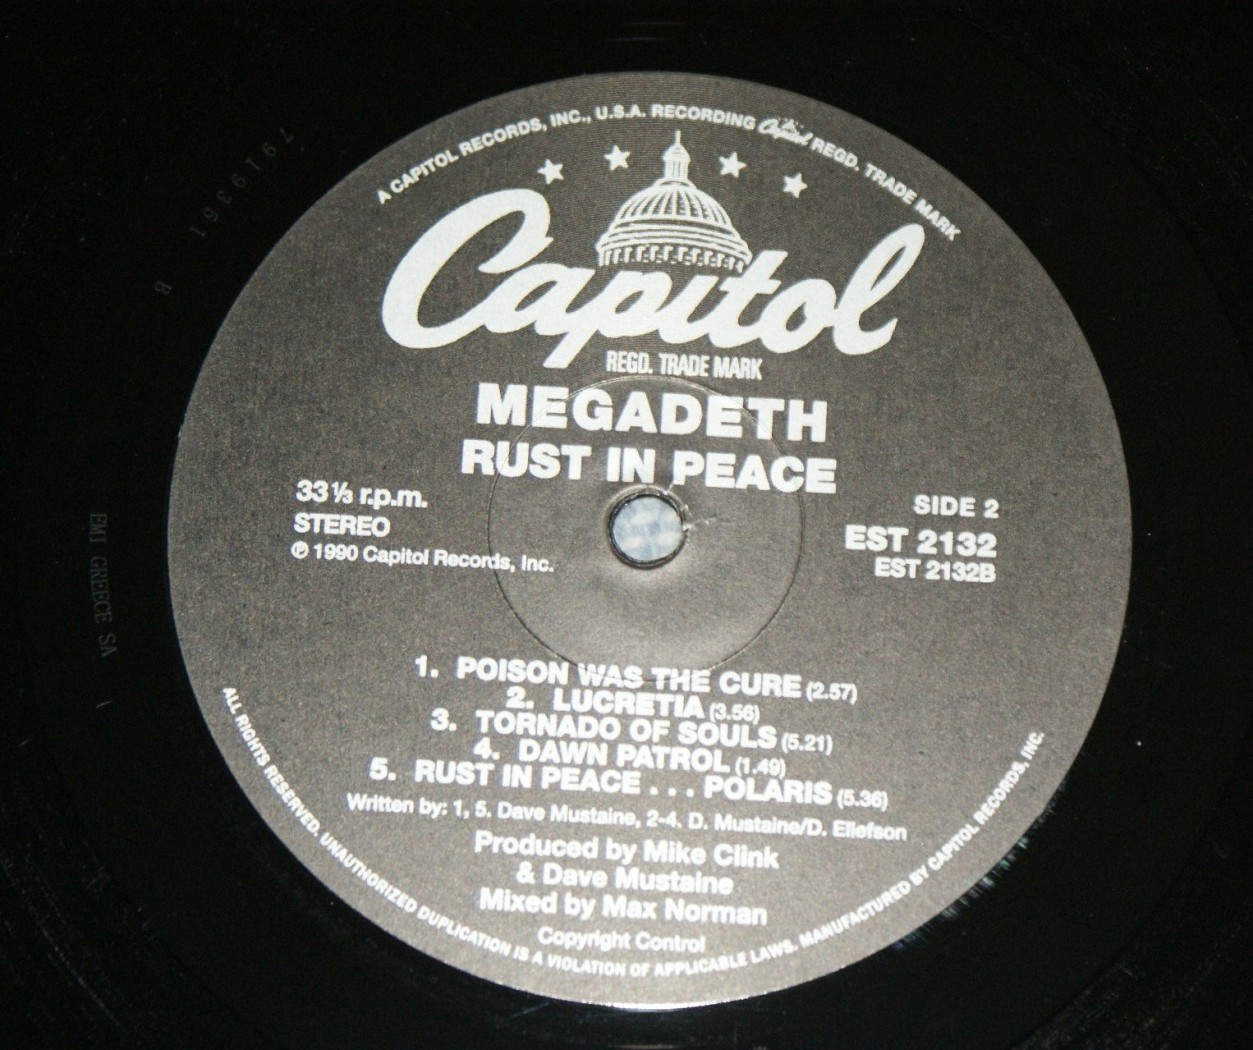 A CAPITOL RECORDS, INC., U.S.A. RECORDING Capitol REGD. TRADE MARK
Capitol
REGD. TRADE MARK
MEGADETH
RUST IN PEACE
33⅓ r.p.m.
STEREO
℗ 1990 Capitol Records, Inc.
SIDE 2
EST 2132
EST 2132B
1. POISON WAS THE CURE (2.57)
2. LUCRETIA (3.56)
3. TORNADO OF SOULS (5.21)
4. DAWN PATROL (1.49)
5. RUST IN PEACE . . . POLARIS (5.36)
Written by: 1, 5. Dave Mustaine, 2-4. D. Mustaine/D. Ellefson
Produced by Mike Clink
& Dave Mustaine
Mixed by Max Norman
Copyright Control
ALL RIGHTS RESERVED. UNAUTHORIZED DUPLICATION IS A VIOLATION OF APPLICABLE LAWS. MANUFACTURED BY CAPITOL RECORDS, INC.
EMI GREECE SA
7919351 B